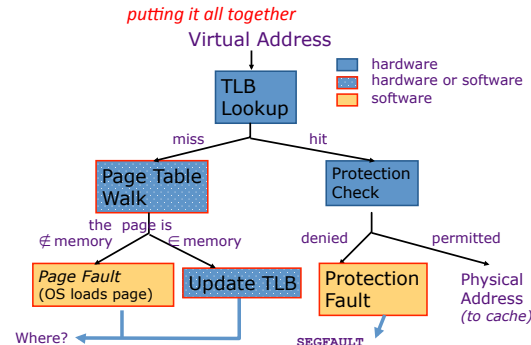 putting it all together
Virtual Address
hardware
hardware or software
software
TLB
Lookup
miss
hit
Page Table
Walk
Protection
Check
the page is
∉ memory
∈ memory
denied
permitted
Page Fault
(OS loads page)
Update TLB
Protection
Fault
Physical
Address
(to cache)
Where?
SEGFAULT